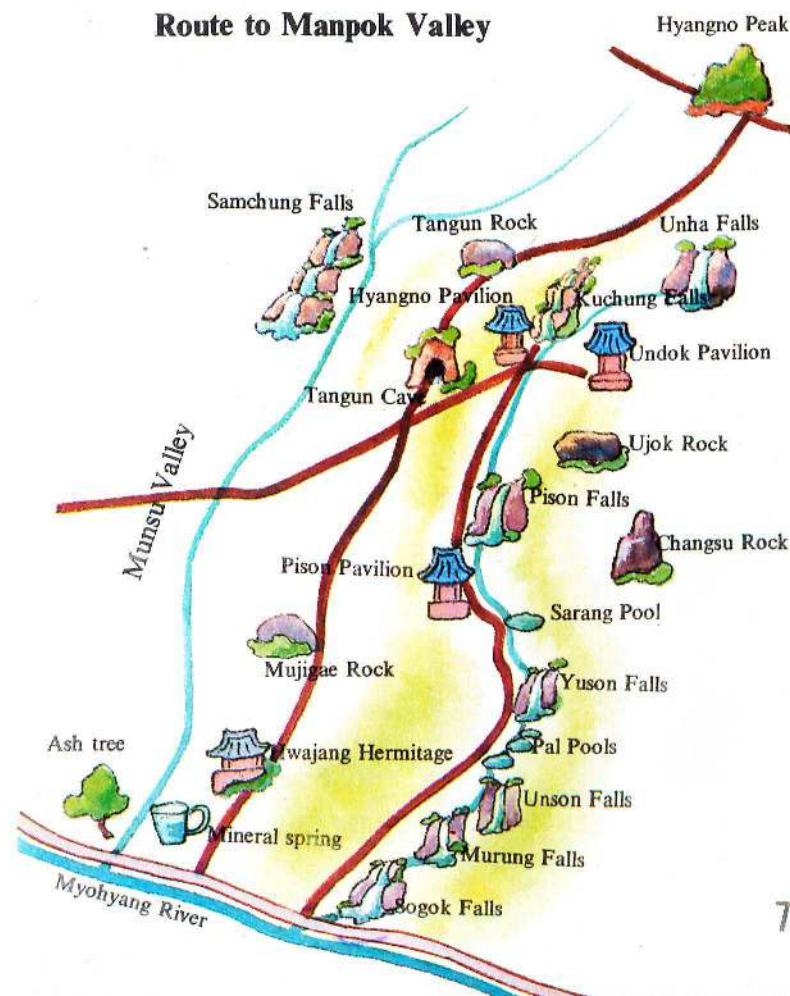 Route to Manpok Valley
Hyangno Peak
Samchung Falls
Tangun Rock
Unha Falls
Hyangno Pavilion
Kuchung Falls
Undok Pavilion
Tangun Cave
Munsu Valley
Ujok Rock
Pison Falls
Changsu Rock
Pison Pavilion
Sarang Pool
Mujigae Rock
Yuson Falls
Ash tree
Hwajang Hermitage
Pal Pools
Unson Falls
Mineral spring
Murung Falls
Myohyang River
Sogok Falls
7